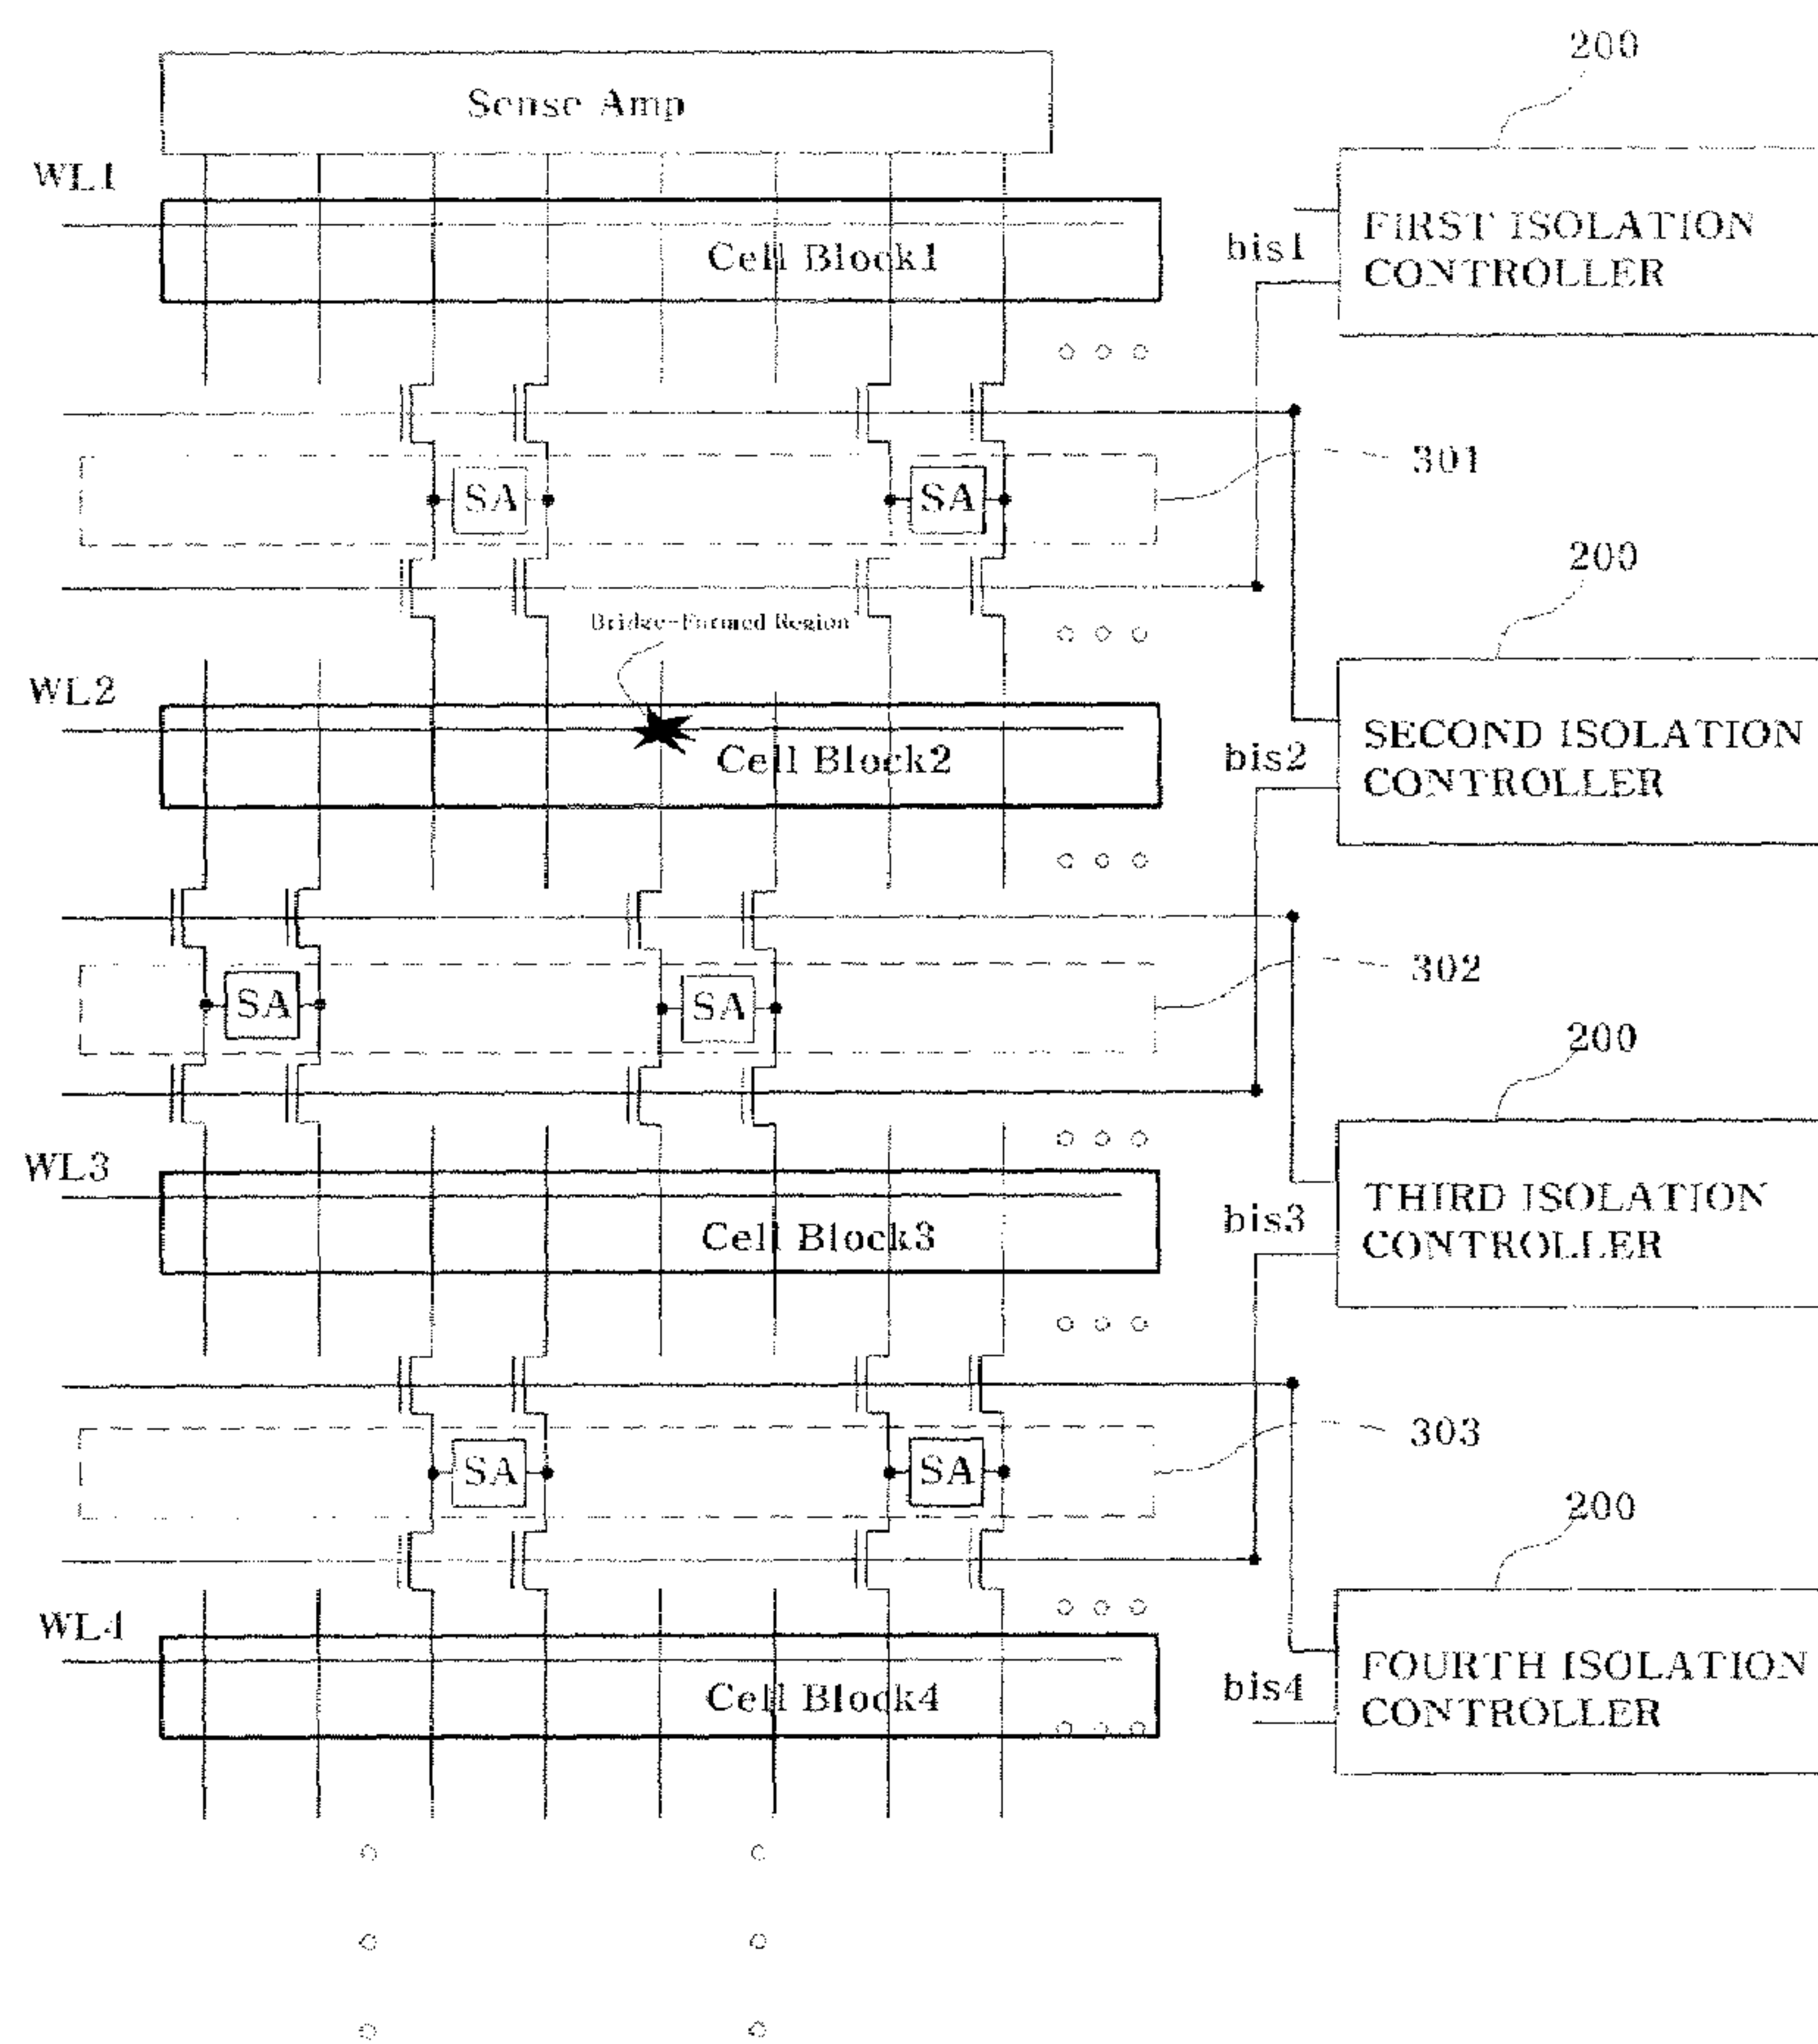 200
Sense Amp
WL1
bis1
FIRST ISOLATION
CONTROLLER
Cell Block1
301
SA
SA
200
Bridge-Formed Region
WL2
bis2
SECOND ISOLATION
CONTROLLER
Cell Block2
302
SA
SA
200
WL3
bis3
THIRD ISOLATION
CONTROLLER
Cell Block3
303
SA
SA
200
WL4
bis4
FOURTH ISOLATION
CONTROLLER
Cell Block4